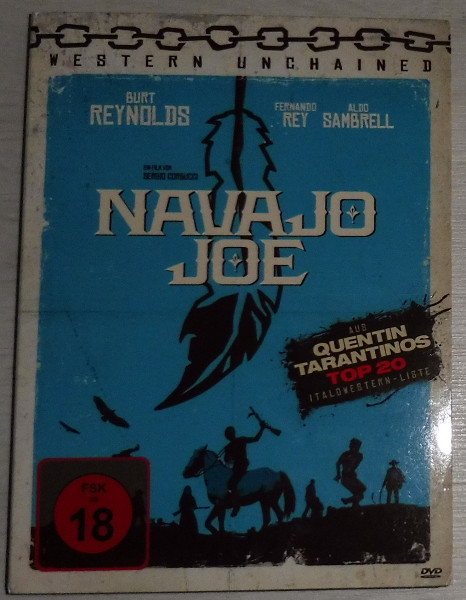 WESTERN UNCHAINED
BURT
REYNOLDS
FERNANDO
REY
ALDO
SAMBRELL
EIN FILM VON
SERGIO CORBUCCI
NAVAJO
JOE
AUS
QUENTIN
TARANTINOS
TOP 20
ITALOWESTERN-LISTE
FSK
ab
18
DVD